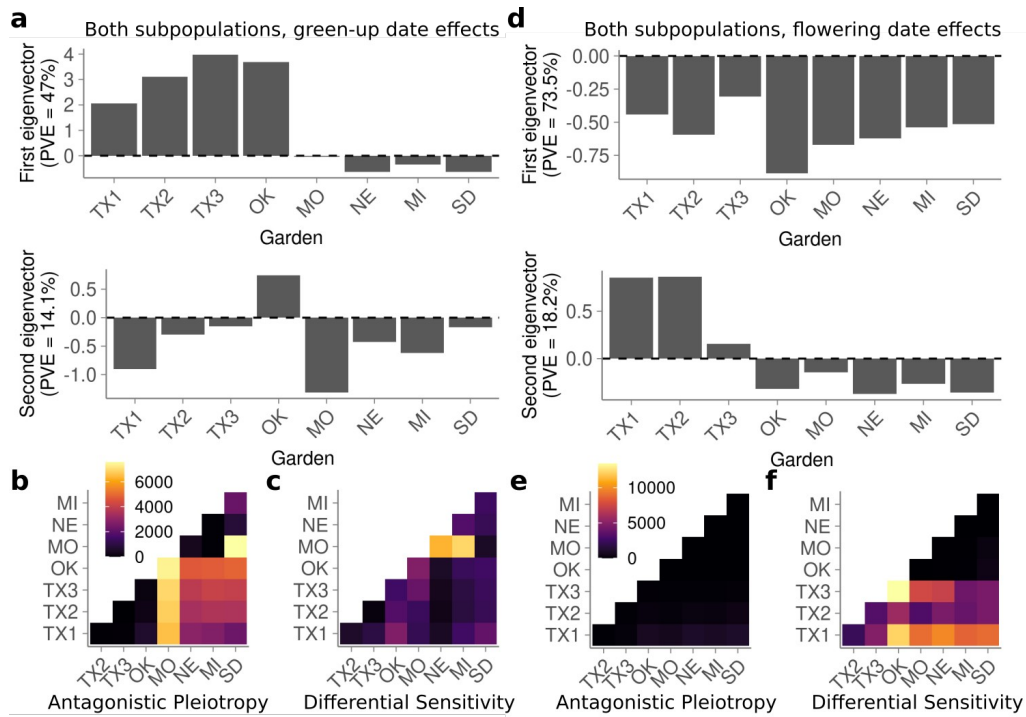 a
Both subpopulations, green-up date effects
First eigenvector
(PVE = 47%)
4
3
2
1
0
TX1
TX2
TX3
OK
MO
NE
MI
SD
Garden
Second eigenvector
(PVE = 14.1%)
0.5
0.0
-0.5
-1.0
TX1
TX2
TX3
OK
MO
NE
MI
SD
Garden
d
Both subpopulations, flowering date effects
First eigenvector
(PVE = 73.5%)
0.00
-0.25
-0.50
-0.75
TX1
TX2
TX3
OK
MO
NE
MI
SD
Garden
Second eigenvector
(PVE = 18.2%)
0.5
0.0
TX1
TX2
TX3
OK
MO
NE
MI
SD
Garden
b
6000
4000
2000
0
MI
NE
MO
OK
TX3
TX2
TX1
TX2
TX3
OK
MO
NE
MI
SD
Antagonistic Pleiotropy
c
MI
NE
MO
OK
TX3
TX2
TX1
TX2
TX3
OK
MO
NE
MI
SD
Differential Sensitivity
e
10000
5000
0
MI
NE
MO
OK
TX3
TX2
TX1
TX2
TX3
OK
MO
NE
MI
SD
Antagonistic Pleiotropy
f
MI
NE
MO
OK
TX3
TX2
TX1
TX2
TX3
OK
MO
NE
MI
SD
Differential Sensitivity